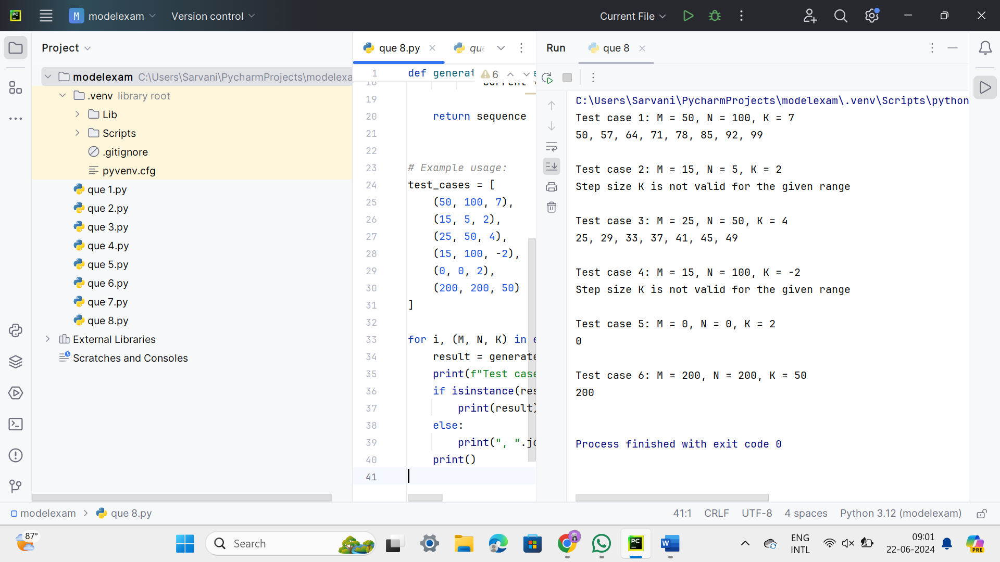 PC
M modelexam
Version control
Current File
Project
que 8.py
que
Run
que 8
modelexam C:\Users\Sarvani\PycharmProjects\modelexa
.venv library root
Lib
Scripts
.gitignore
pyvenv.cfg
que 1.py
que 2.py
que 3.py
que 4.py
que 5.py
que 6.py
que 7.py
que 8.py
External Libraries
Scratches and Consoles
1 def generat
6
18 current +
19
20 return sequence
21
22
23 # Example usage:
24 test_cases = [
25 (50, 100, 7),
26 (15, 5, 2),
27 (25, 50, 4),
28 (15, 100, -2),
29 (0, 0, 2),
30 (200, 200, 50)
31 ]
32
33 for i, (M, N, K) in e
34 result = generate
35 print(f"Test case
36 if isinstance(res
37 print(result)
38 else:
39 print(", ".jo
40 print()
41
C:\Users\Sarvani\PycharmProjects\modelexam\.venv\Scripts\python
Test case 1: M = 50, N = 100, K = 7
50, 57, 64, 71, 78, 85, 92, 99
Test case 2: M = 15, N = 5, K = 2
Step size K is not valid for the given range
Test case 3: M = 25, N = 50, K = 4
25, 29, 33, 37, 41, 45, 49
Test case 4: M = 15, N = 100, K = -2
Step size K is not valid for the given range
Test case 5: M = 0, N = 0, K = 2
0
Test case 6: M = 200, N = 200, K = 50
200
Process finished with exit code 0
modelexam > que 8.py
41:1 CRLF UTF-8 4 spaces Python 3.12 (modelexam)
87°
Search
PC
W
ENG
INTL
09:01
22-06-2024
PRE